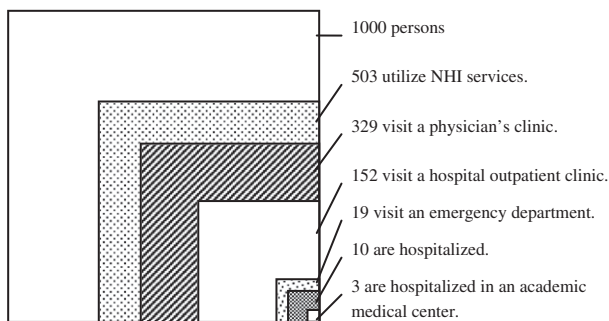 1000 persons
503 utilize NHI services.
329 visit a physician's clinic.
152 visit a hospital outpatient clinic.
19 visit an emergency department.
10 are hospitalized.
3 are hospitalized in an academic
medical center.